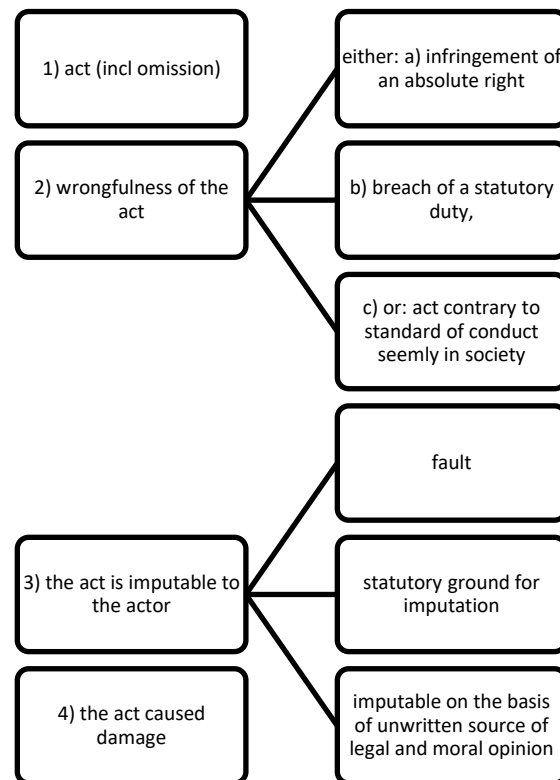 1) act (incl omission)
either: a) infringement of
an absolute right
2) wrongfulness of the
act
b) breach of a statutory
duty,
c) or: act contrary to
standard of conduct
seemly in society
fault
3) the act is imputable to
the actor
statutory ground for
imputation
4) the act caused
damage
imputable on the basis
of unwritten source of
legal and moral opinion